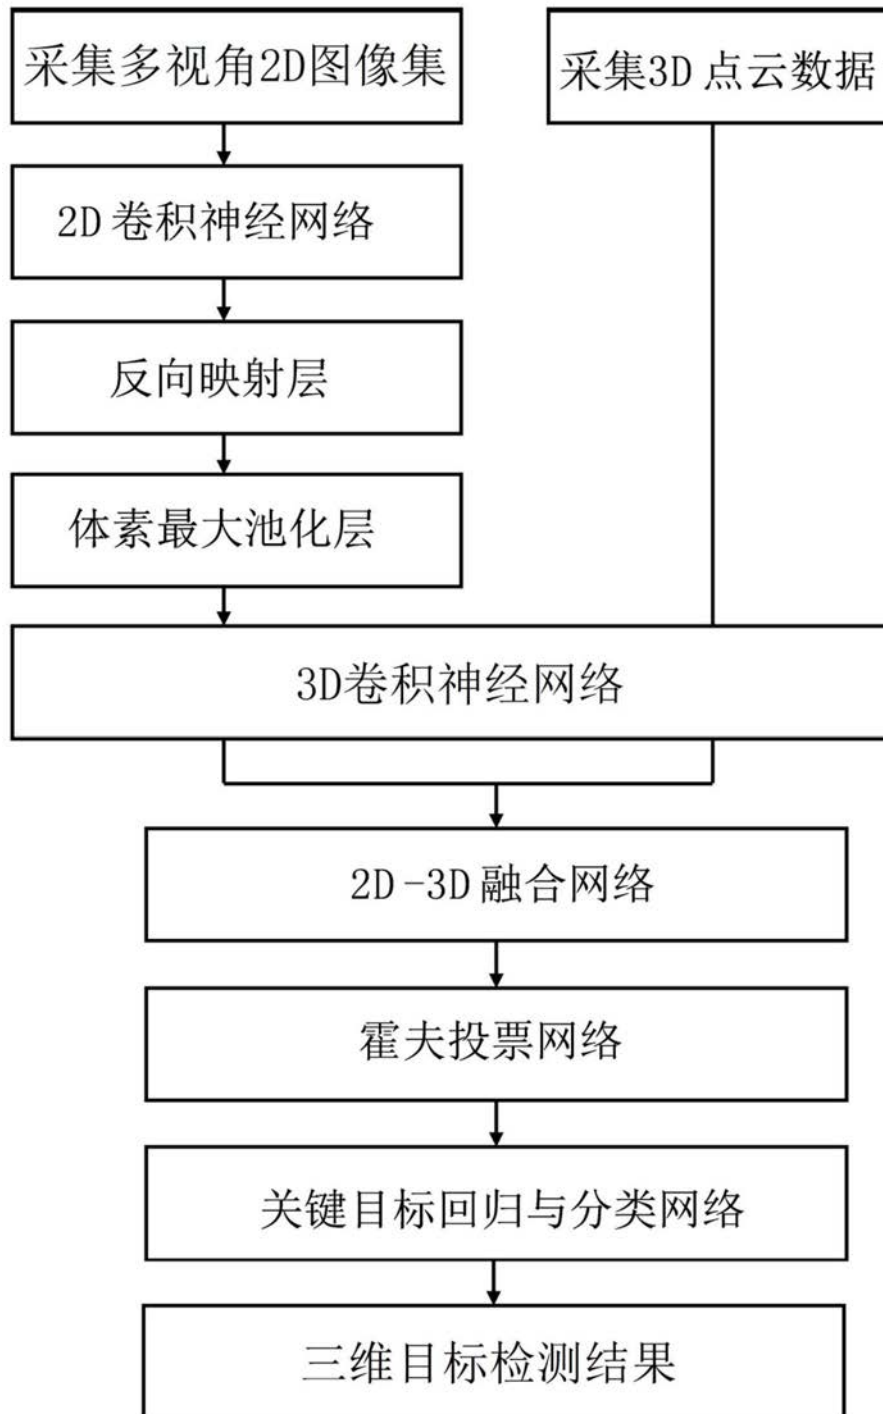 采集多视角2D图像集
采集3D点云数据
2D卷积神经网络
反向映射层
体素最大池化层
3D卷积神经网络
2D-3D融合网络
霍夫投票网络
关键目标回归与分类网络
三维目标检测结果